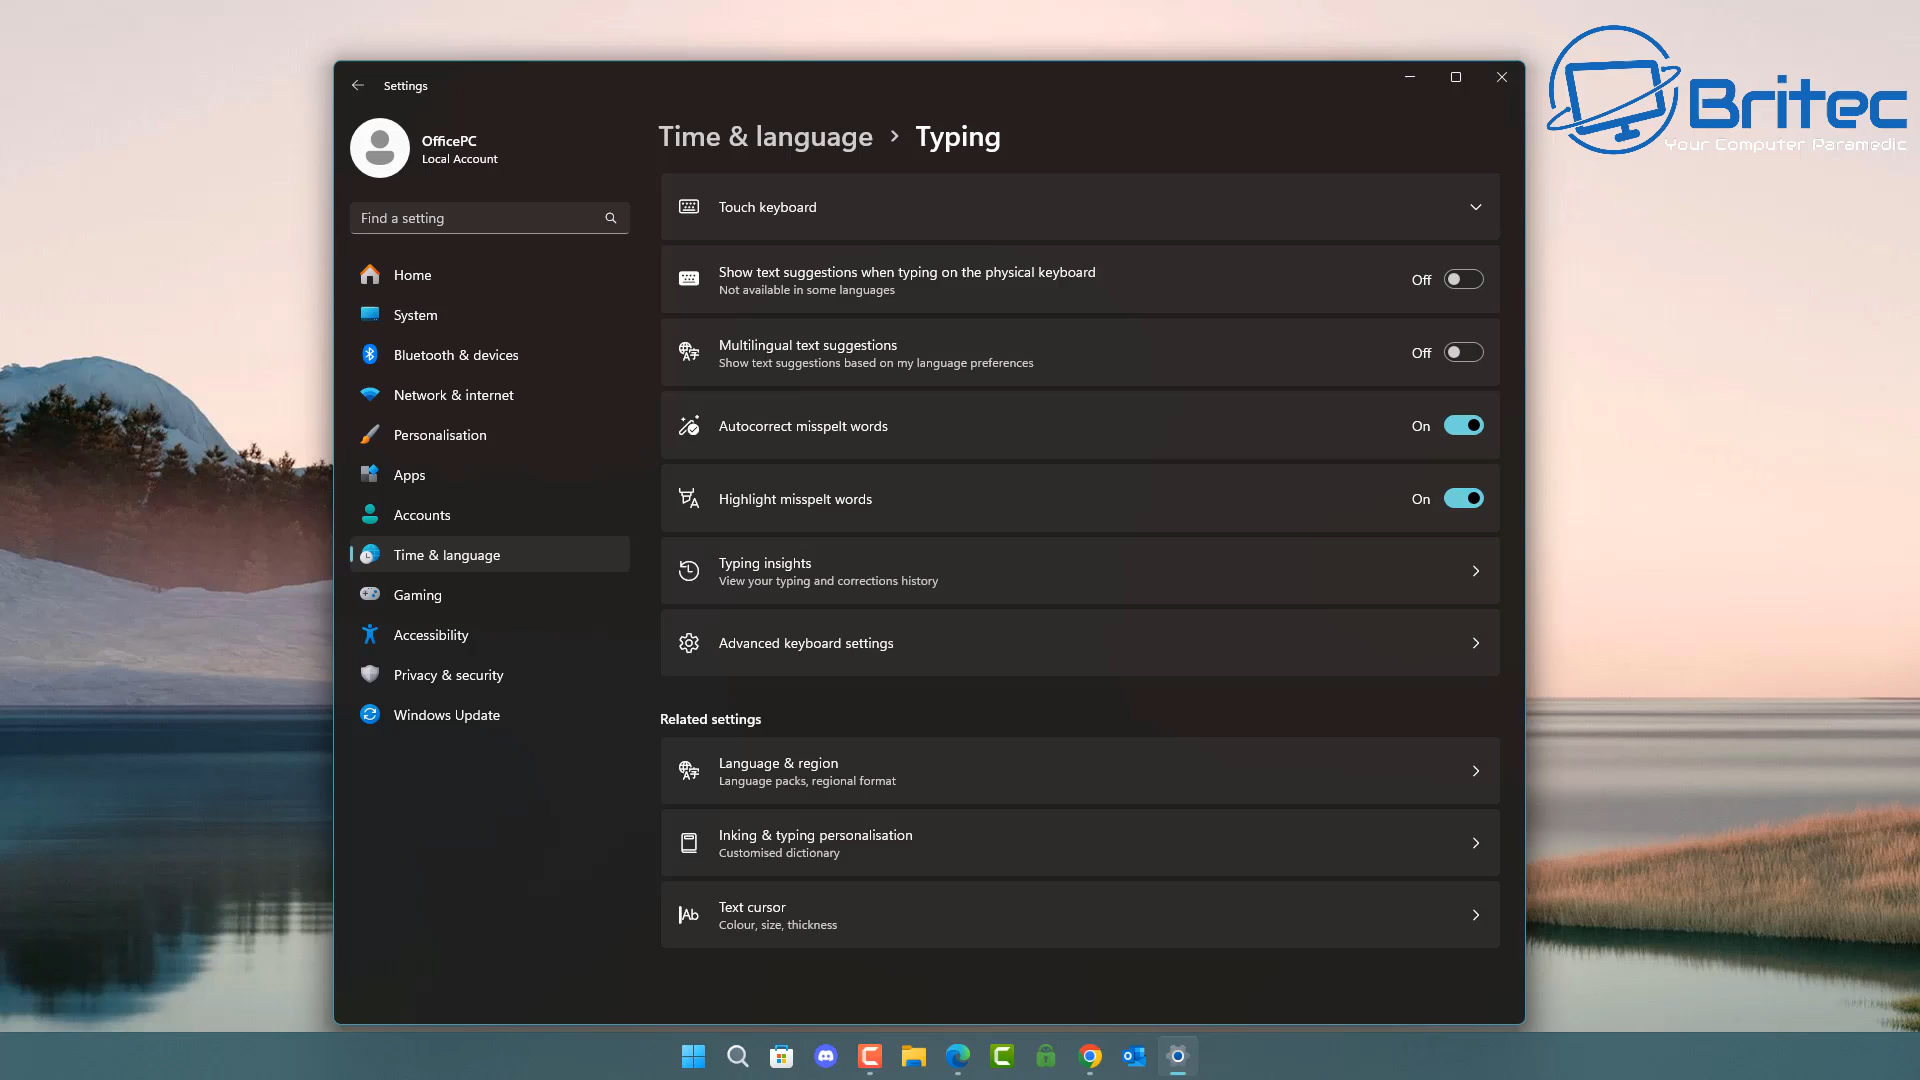 Settings
Britec
Your Computer Paramedic
OfficePC
Local Account
Find a setting
Home
System
Bluetooth & devices
Network & internet
Personalisation
Apps
Accounts
Time & language
Gaming
Accessibility
Privacy & security
Windows Update
Time & language > Typing
Touch keyboard
Show text suggestions when typing on the physical keyboard
Not available in some languages
Off
Multilingual text suggestions
Show text suggestions based on my language preferences
Off
Autocorrect misspelt words
On
Highlight misspelt words
On
Typing insights
View your typing and corrections history
Advanced keyboard settings
Related settings
Language & region
Language packs, regional format
Inking & typing personalisation
Customised dictionary
Text cursor
Colour, size, thickness